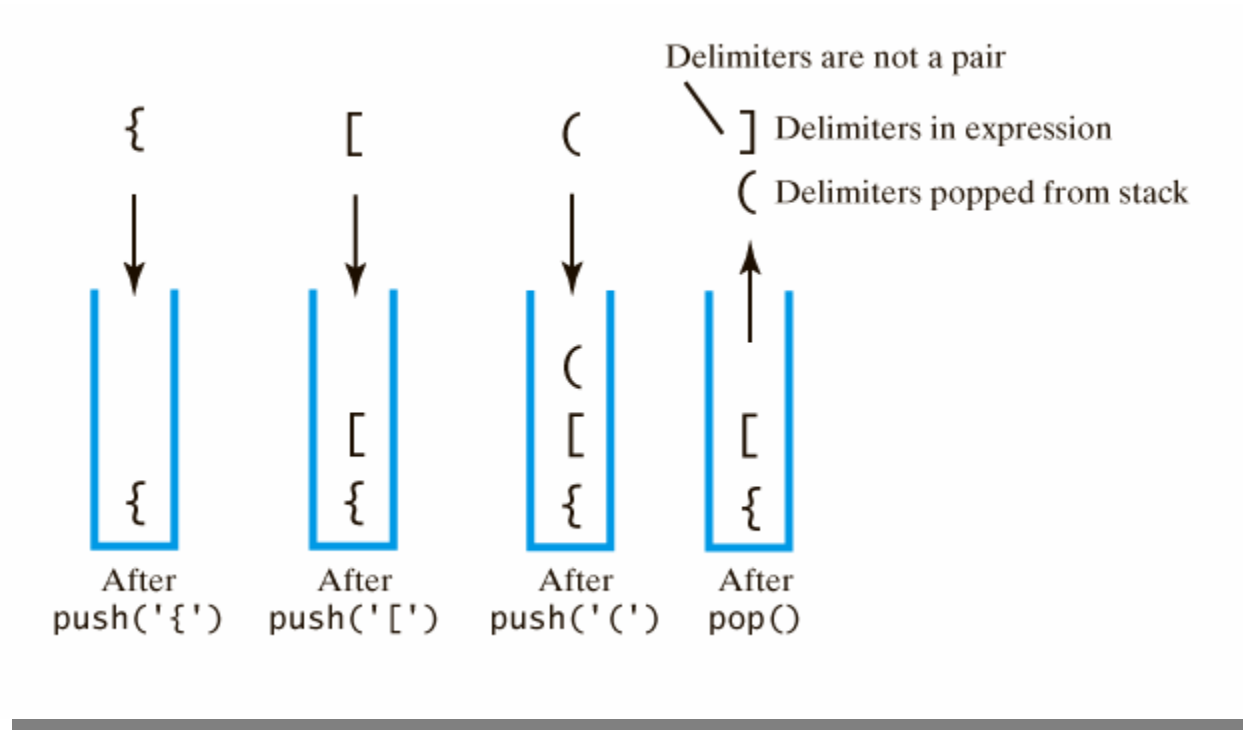 Delimiters are not a pair
{ [ ( ] Delimiters in expression
( Delimiters popped from stack
(
[ [ [
{ { { {
After After After After
push('{') push('[') push('(') pop()